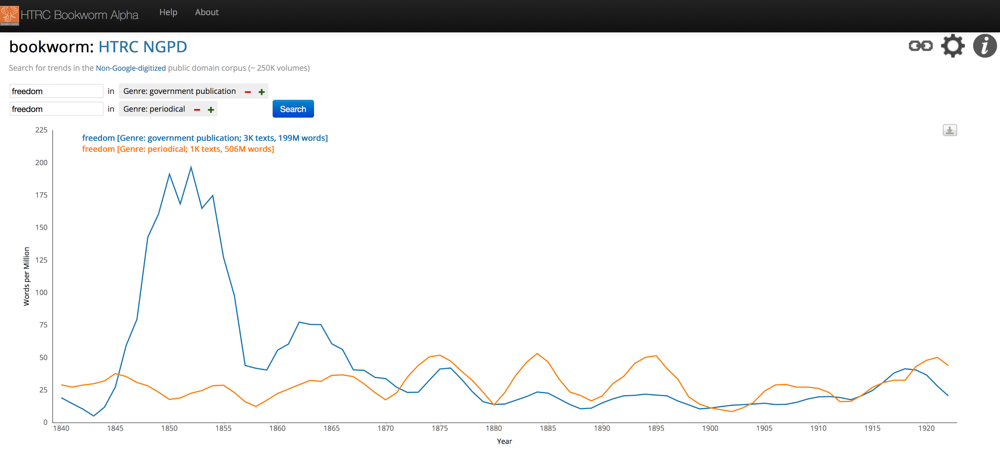 HTRC Bookworm Alpha Help About
RESEARCH CENTER
bookworm: HTRC NGPD
Search for trends in the Non-Google-digitized public domain corpus (~ 250K volumes)
freedom in Genre: government publication
freedom in Genre: periodical Search
freedom [Genre: government publication; 3K texts, 199M words]
freedom [Genre: periodical; 1K texts, 506M words]
225
200
175
150
125
100
75
50
25
0
Words per Million
1840 1845 1850 1855 1860 1865 1870 1875 1880 1885 1890 1895 1900 1905 1910 1915 1920
Year